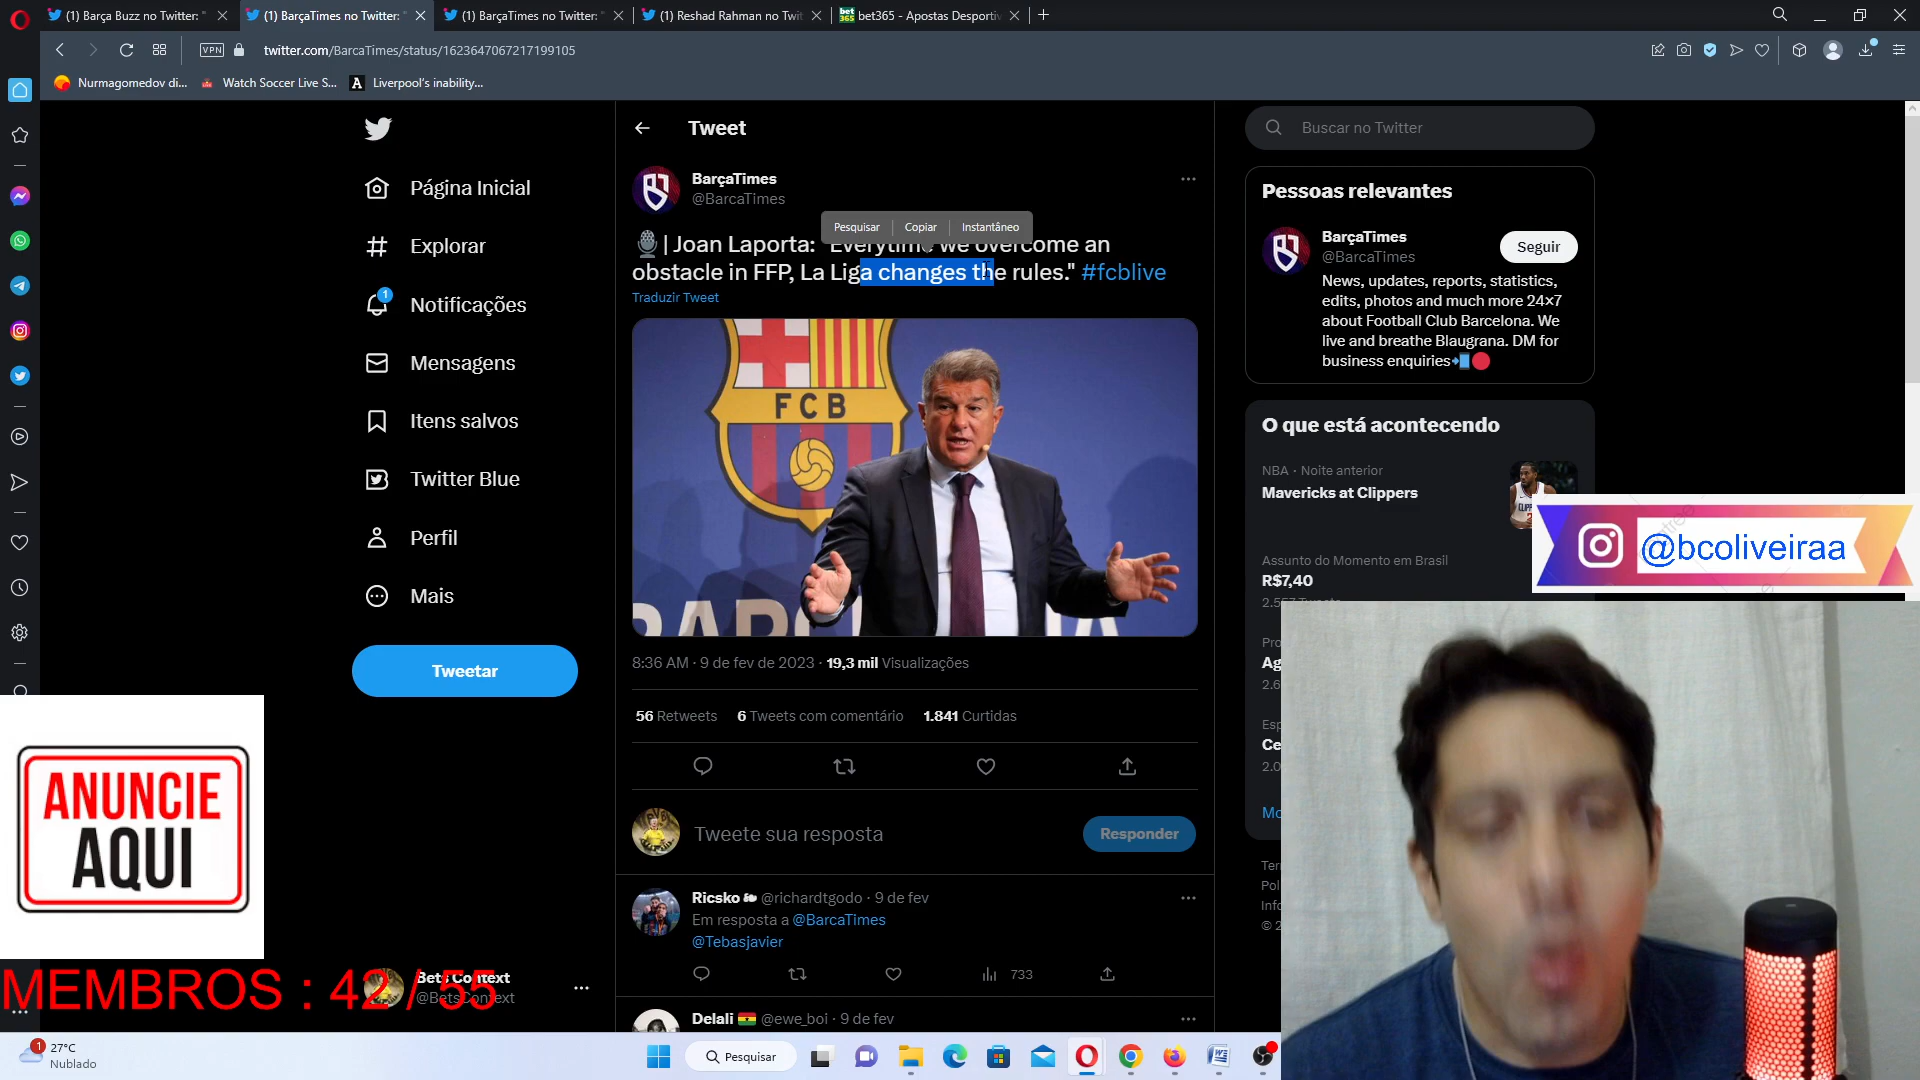 (1) Barça Buzz no Twitter: "
(1) BarçaTimes no Twitter: "
(1) BarçaTimes no Twitter: "
(1) Reshad Rahman no Twit
bet365 - Apostas Desportiv
VPN
twitter.com/BarcaTimes/status/1623647067217199105
Nurmagomedov di...
Watch Soccer Live S...
A
Liverpool's inability...
Página Inicial
Explorar
1
Notificações
Mensagens
Itens salvos
Twitter Blue
Perfil
Mais
Tweetar
Tweet
BarçaTimes
@BarcaTimes
Pesquisar
Copiar
Instantâneo
| Joan Laporta: "Everytime we overcome an
obstacle in FFP, La Liga changes the rules." #fcblive
Traduzir Tweet
FCB
8:36 AM · 9 de fev de 2023 · 19,3 mil Visualizações
56 Retweets
6 Tweets com comentário
1.841 Curtidas
Tweete sua resposta
Responder
Ricsko @richardtgodo · 9 de fev
Em resposta a @BarcaTimes
@Tebasjavier
733
Delali @ewe_boi · 9 de fev
Buscar no Twitter
Pessoas relevantes
BarçaTimes
@BarcaTimes
Seguir
News, updates, reports, statistics,
edits, photos and much more 24×7
about Football Club Barcelona. We
live and breathe Blaugrana. DM for
business enquiries
O que está acontecendo
NBA · Noite anterior
Mavericks at Clippers
Assunto do Momento em Brasil
R$7,40
@bcoliveiraa
ANUNCIE
AQUI
MEMBROS : 42 / 55
Bets Context
@BetsContext
1
27°C
Nublado
Pesquisar